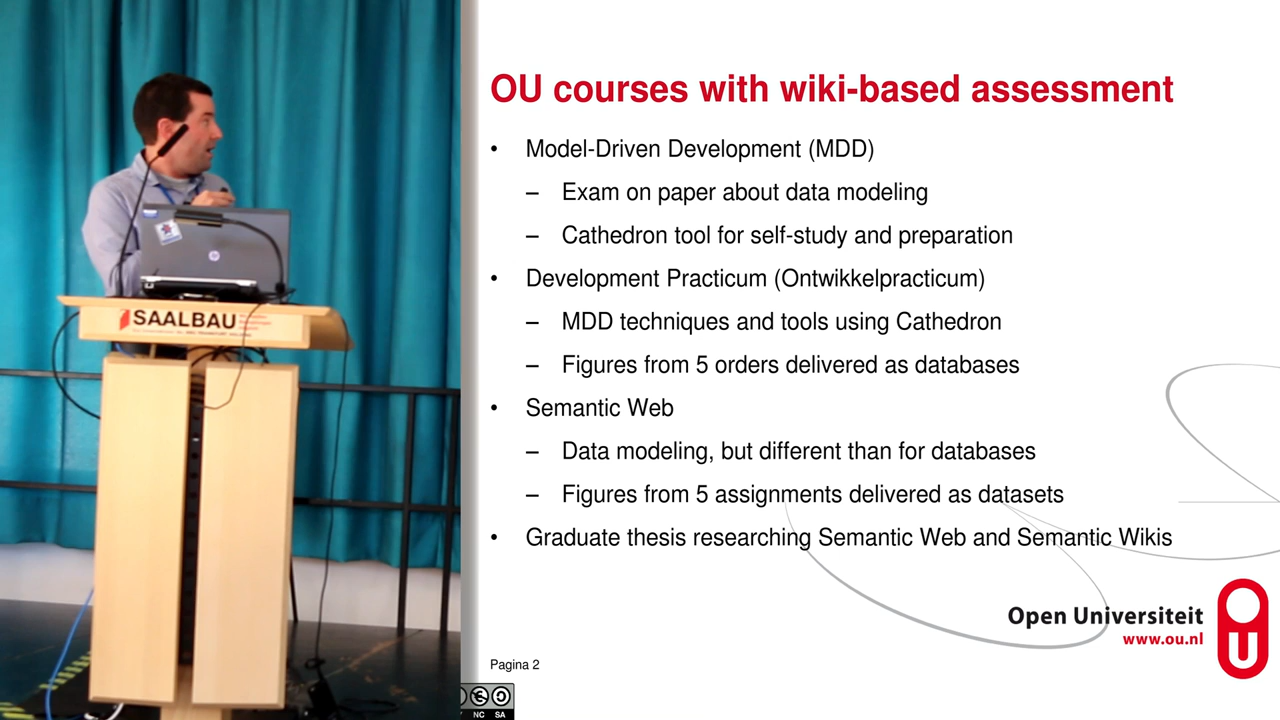 OU courses with wiki-based assessment
• Model-Driven Development (MDD)
– Exam on paper about data modeling
– Cathedron tool for self-study and preparation
• Development Practicum (Ontwikkelpracticum)
– MDD techniques and tools using Cathedron
– Figures from 5 orders delivered as databases
• Semantic Web
– Data modeling, but different than for databases
– Figures from 5 assignments delivered as datasets
• Graduate thesis researching Semantic Web and Semantic Wikis
Open Universiteit
www.ou.nl
Pagina 2
NC SA
SAALBAU
hp